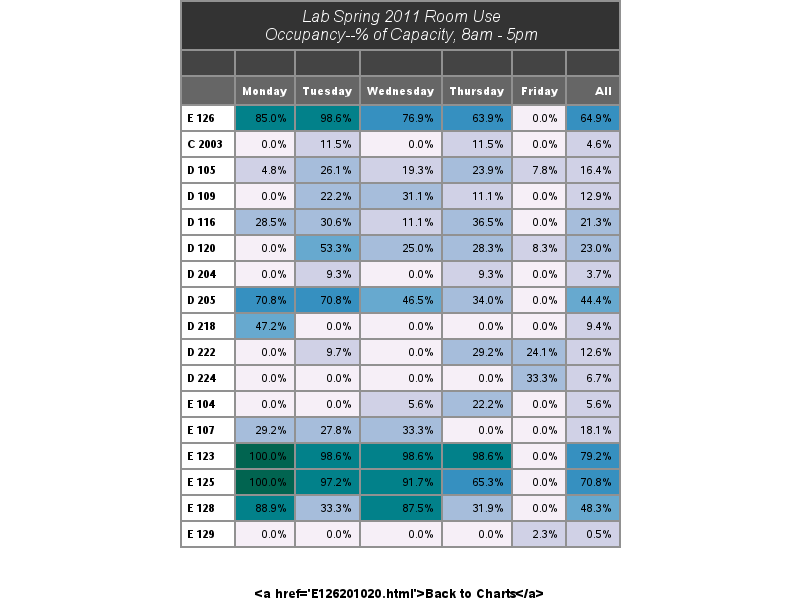 Lab Spring 2011 Room Use
Occupancy--% of Capacity, 8am - 5pm
Monday Tuesday Wednesday Thursday Friday All
E 126 85.0% 98.6% 76.9% 63.9% 0.0% 64.9%
C 2003 0.0% 11.5% 0.0% 11.5% 0.0% 4.6%
D 105 4.8% 26.1% 19.3% 23.9% 7.8% 16.4%
D 109 0.0% 22.2% 31.1% 11.1% 0.0% 12.9%
D 116 28.5% 30.6% 11.1% 36.5% 0.0% 21.3%
D 120 0.0% 53.3% 25.0% 28.3% 8.3% 23.0%
D 204 0.0% 9.3% 0.0% 9.3% 0.0% 3.7%
D 205 70.8% 70.8% 46.5% 34.0% 0.0% 44.4%
D 218 47.2% 0.0% 0.0% 0.0% 0.0% 9.4%
D 222 0.0% 9.7% 0.0% 29.2% 24.1% 12.6%
D 224 0.0% 0.0% 0.0% 0.0% 33.3% 6.7%
E 104 0.0% 0.0% 5.6% 22.2% 0.0% 5.6%
E 107 29.2% 27.8% 33.3% 0.0% 0.0% 18.1%
E 123 100.0% 98.6% 98.6% 98.6% 0.0% 79.2%
E 125 100.0% 97.2% 91.7% 65.3% 0.0% 70.8%
E 128 88.9% 33.3% 87.5% 31.9% 0.0% 48.3%
E 129 0.0% 0.0% 0.0% 0.0% 2.3% 0.5%
<a href='E126201020.html'>Back to Charts</a>